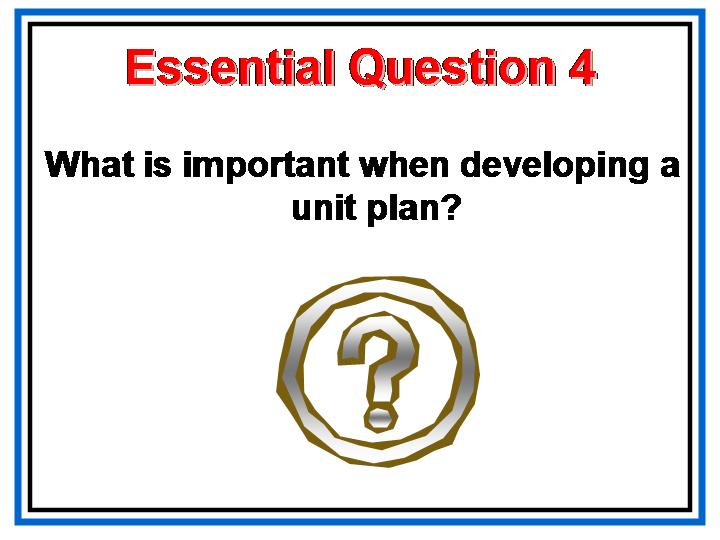 Essential Question 4
What is important when developing a
unit plan?
?